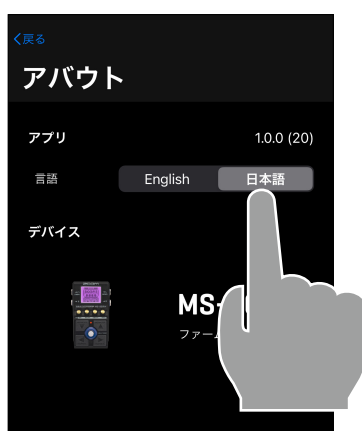 <戻る
アバウト
アプリ 1.0.0 (20)
言語 English 日本語
デバイス
MS-
ファーム